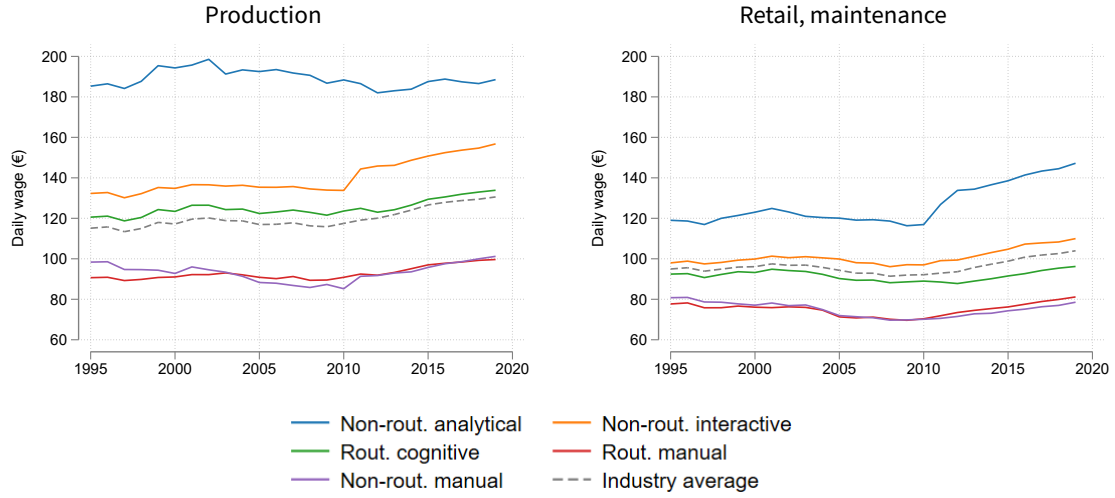 Production
Retail, maintenance
Daily wage (€)
200
180
160
140
120
100
80
60
1995
2000
2005
2010
2015
2020
Daily wage (€)
200
180
160
140
120
100
80
60
1995
2000
2005
2010
2015
2020
Non-rout. analytical
Non-rout. interactive
Rout. cognitive
Rout. manual
Non-rout. manual
Industry average